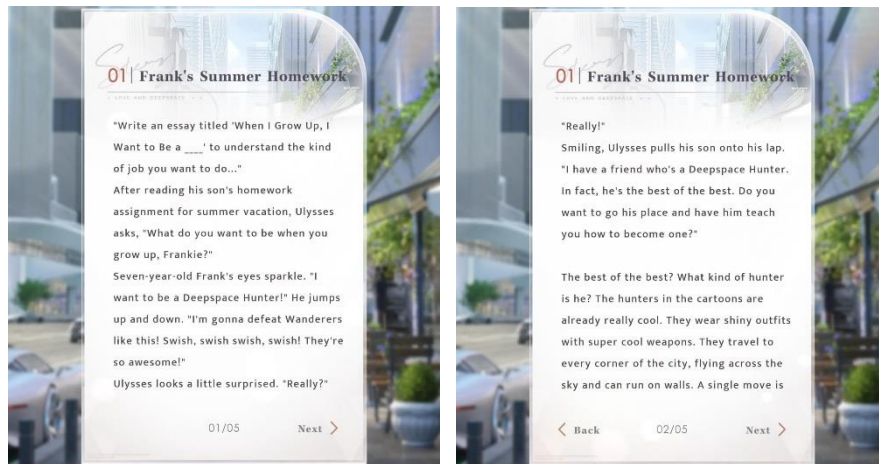 01 | Frank's Summer Homework
LOVE AND DEEPSPACE
"Write an essay titled 'When I Grow Up, I
Want to Be a ____' to understand the kind
of job you want to do..."
After reading his son's homework
assignment for summer vacation, Ulysses
asks, "What do you want to be when you
grow up, Frankie?"
Seven-year-old Frank's eyes sparkle. "I
want to be a Deepspace Hunter!" He jumps
up and down. "I'm gonna defeat Wanderers
like this! Swish, swish swish, swish! They're
so awesome!"
Ulysses looks a little surprised. "Really?"
01/05
Next
01 | Frank's Summer Homework
LOVE AND DEEPSPACE
"Really!"
Smiling, Ulysses pulls his son onto his lap.
"I have a friend who's a Deepspace Hunter.
In fact, he's the best of the best. Do you
want to go his place and have him teach
you how to become one?"
The best of the best? What kind of hunter
is he? The hunters in the cartoons are
already really cool. They wear shiny outfits
with super cool weapons. They travel to
every corner of the city, flying across the
sky and can run on walls. A single move is
Back
02/05
Next